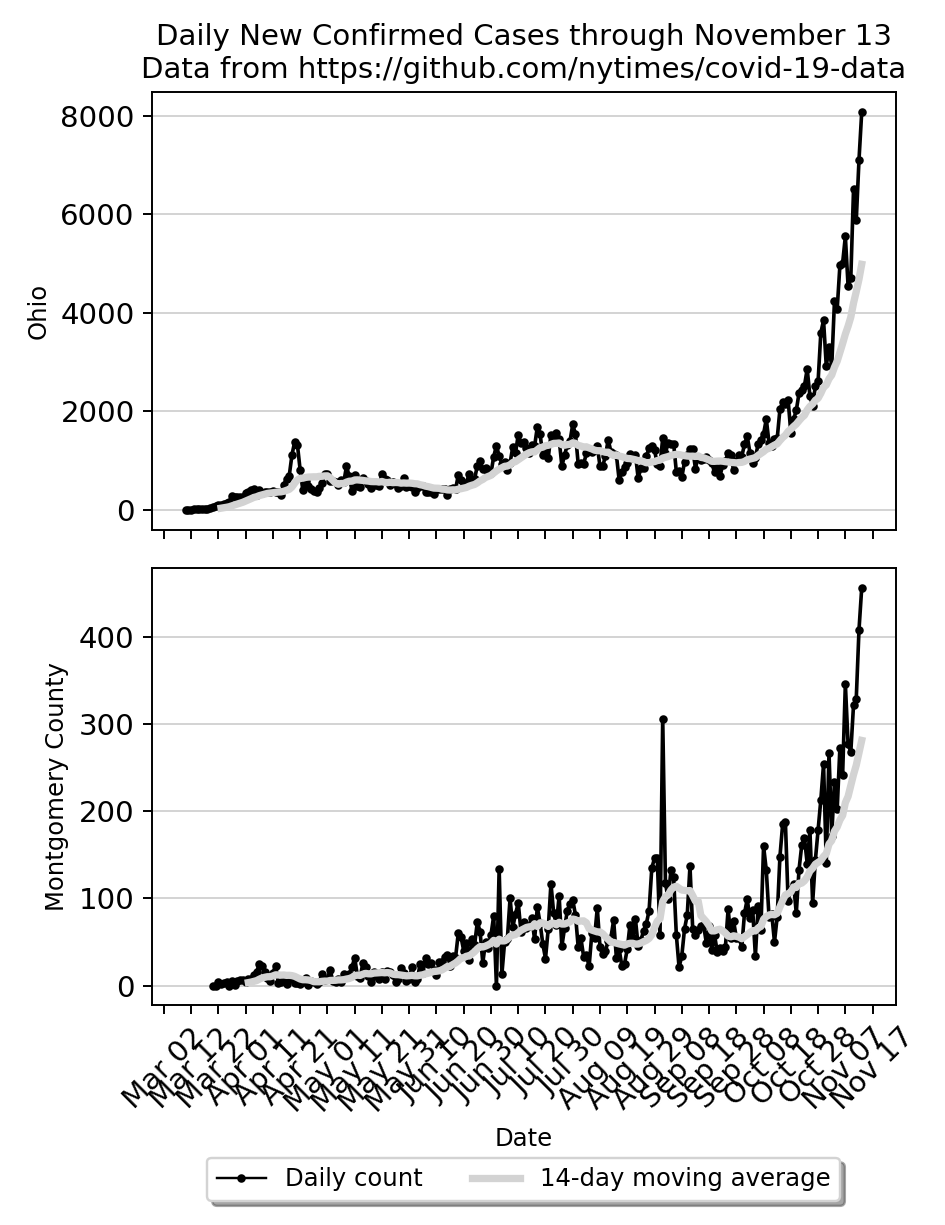 Daily New Confirmed Cases through November 13
Data from https://github.com/nytimes/covid-19-data
8000
6000
4000
2000
0
Ohio
400
300
200
100
0
Montgomery County
Mar 02
Mar 12
Mar 22
Apr 01
Apr 11
Apr 21
May 01
May 11
May 21
May 31
Jun 10
Jun 20
Jun 30
Jul 10
Jul 20
Jul 30
Aug 09
Aug 19
Aug 29
Sep 08
Sep 18
Sep 28
Oct 08
Oct 18
Oct 28
Nov 07
Nov 17
Date
Daily count
14-day moving average